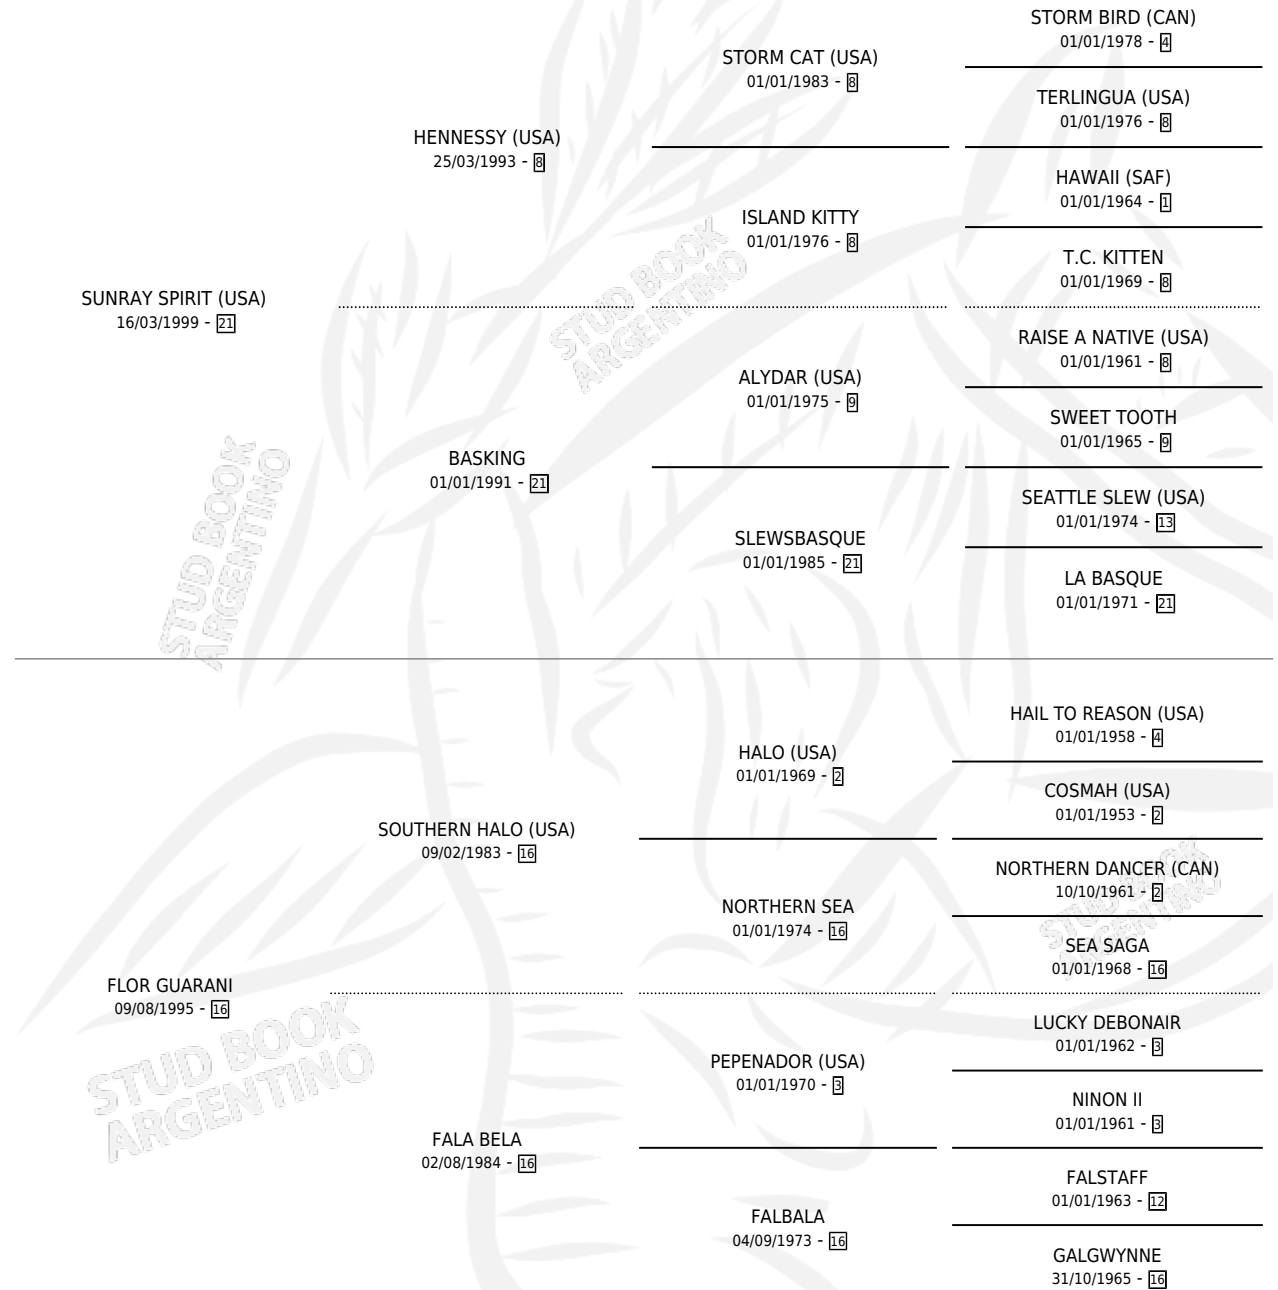 STORM BIRD (CAN)
01/01/1978 - 4
STORM CAT (USA)
01/01/1983 - 8
TERLINGUA (USA)
01/01/1976 - 8
HENNESSY (USA)
25/03/1993 - 8
HAWAII (SAF)
01/01/1964 - 1
ISLAND KITTY
01/01/1976 - 8
T.C. KITTEN
01/01/1969 - 8
SUNRAY SPIRIT (USA)
16/03/1999 - 21
STUD BOOK
ARGENTINO
RAISE A NATIVE (USA)
01/01/1961 - 8
ALYDAR (USA)
01/01/1975 - 9
SWEET TOOTH
01/01/1965 - 9
BASKING
01/01/1991 - 21
SEATTLE SLEW (USA)
01/01/1974 - 13
SLEWSBASQUE
01/01/1985 - 21
LA BASQUE
01/01/1971 - 21
STUD BOOK
ARGENTINO
HAIL TO REASON (USA)
01/01/1958 - 4
HALO (USA)
01/01/1969 - 2
COSMAH (USA)
01/01/1953 - 2
SOUTHERN HALO (USA)
09/02/1983 - 16
NORTHERN DANCER (CAN)
10/10/1961 - 2
NORTHERN SEA
01/01/1974 - 16
STUD BOOK
ARGENTINO
SEA SAGA
01/01/1968 - 16
FLOR GUARANI
09/08/1995 - 16
LUCKY DEBONAIR
01/01/1962 - 3
PEPENADOR (USA)
01/01/1970 - 3
NINON II
01/01/1961 - 3
STUD BOOK
ARGENTINO
FALA BELA
02/08/1984 - 16
FALSTAFF
01/01/1963 - 12
FALBALA
04/09/1973 - 16
GALGWYNNE
31/10/1965 - 16